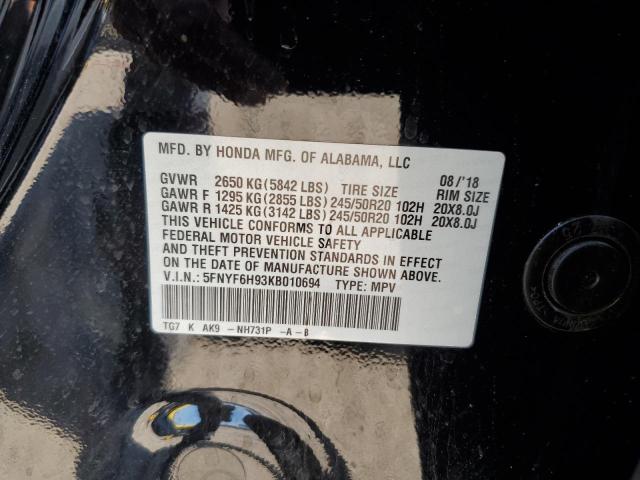 MFD. BY HONDA MFG. OF ALABAMA, LLC 08/'18
GVWR 2650 KG(5842 LBS) TIRE SIZE RIM SIZE
GAWR F 1295 KG(2855 LBS)245/50R20 102H 20X8.0J
GAWR R 1425 KG(3142 LBS)245/50R20 102H 20X8.0J
THIS VEHICLE CONFORMS TO ALL APPLICABLE
FEDERAL MOTOR VEHICLE SAFETY
AND THEFT PREVENTION STANDARDS IN EFFECT
ON THE DATE OF MANUFACTURE SHOWN ABOVE.
V.I.N.: 5FNYF6H93KB010694 TYPE: MPV
TG7 K AK9 -NH731P -A-B